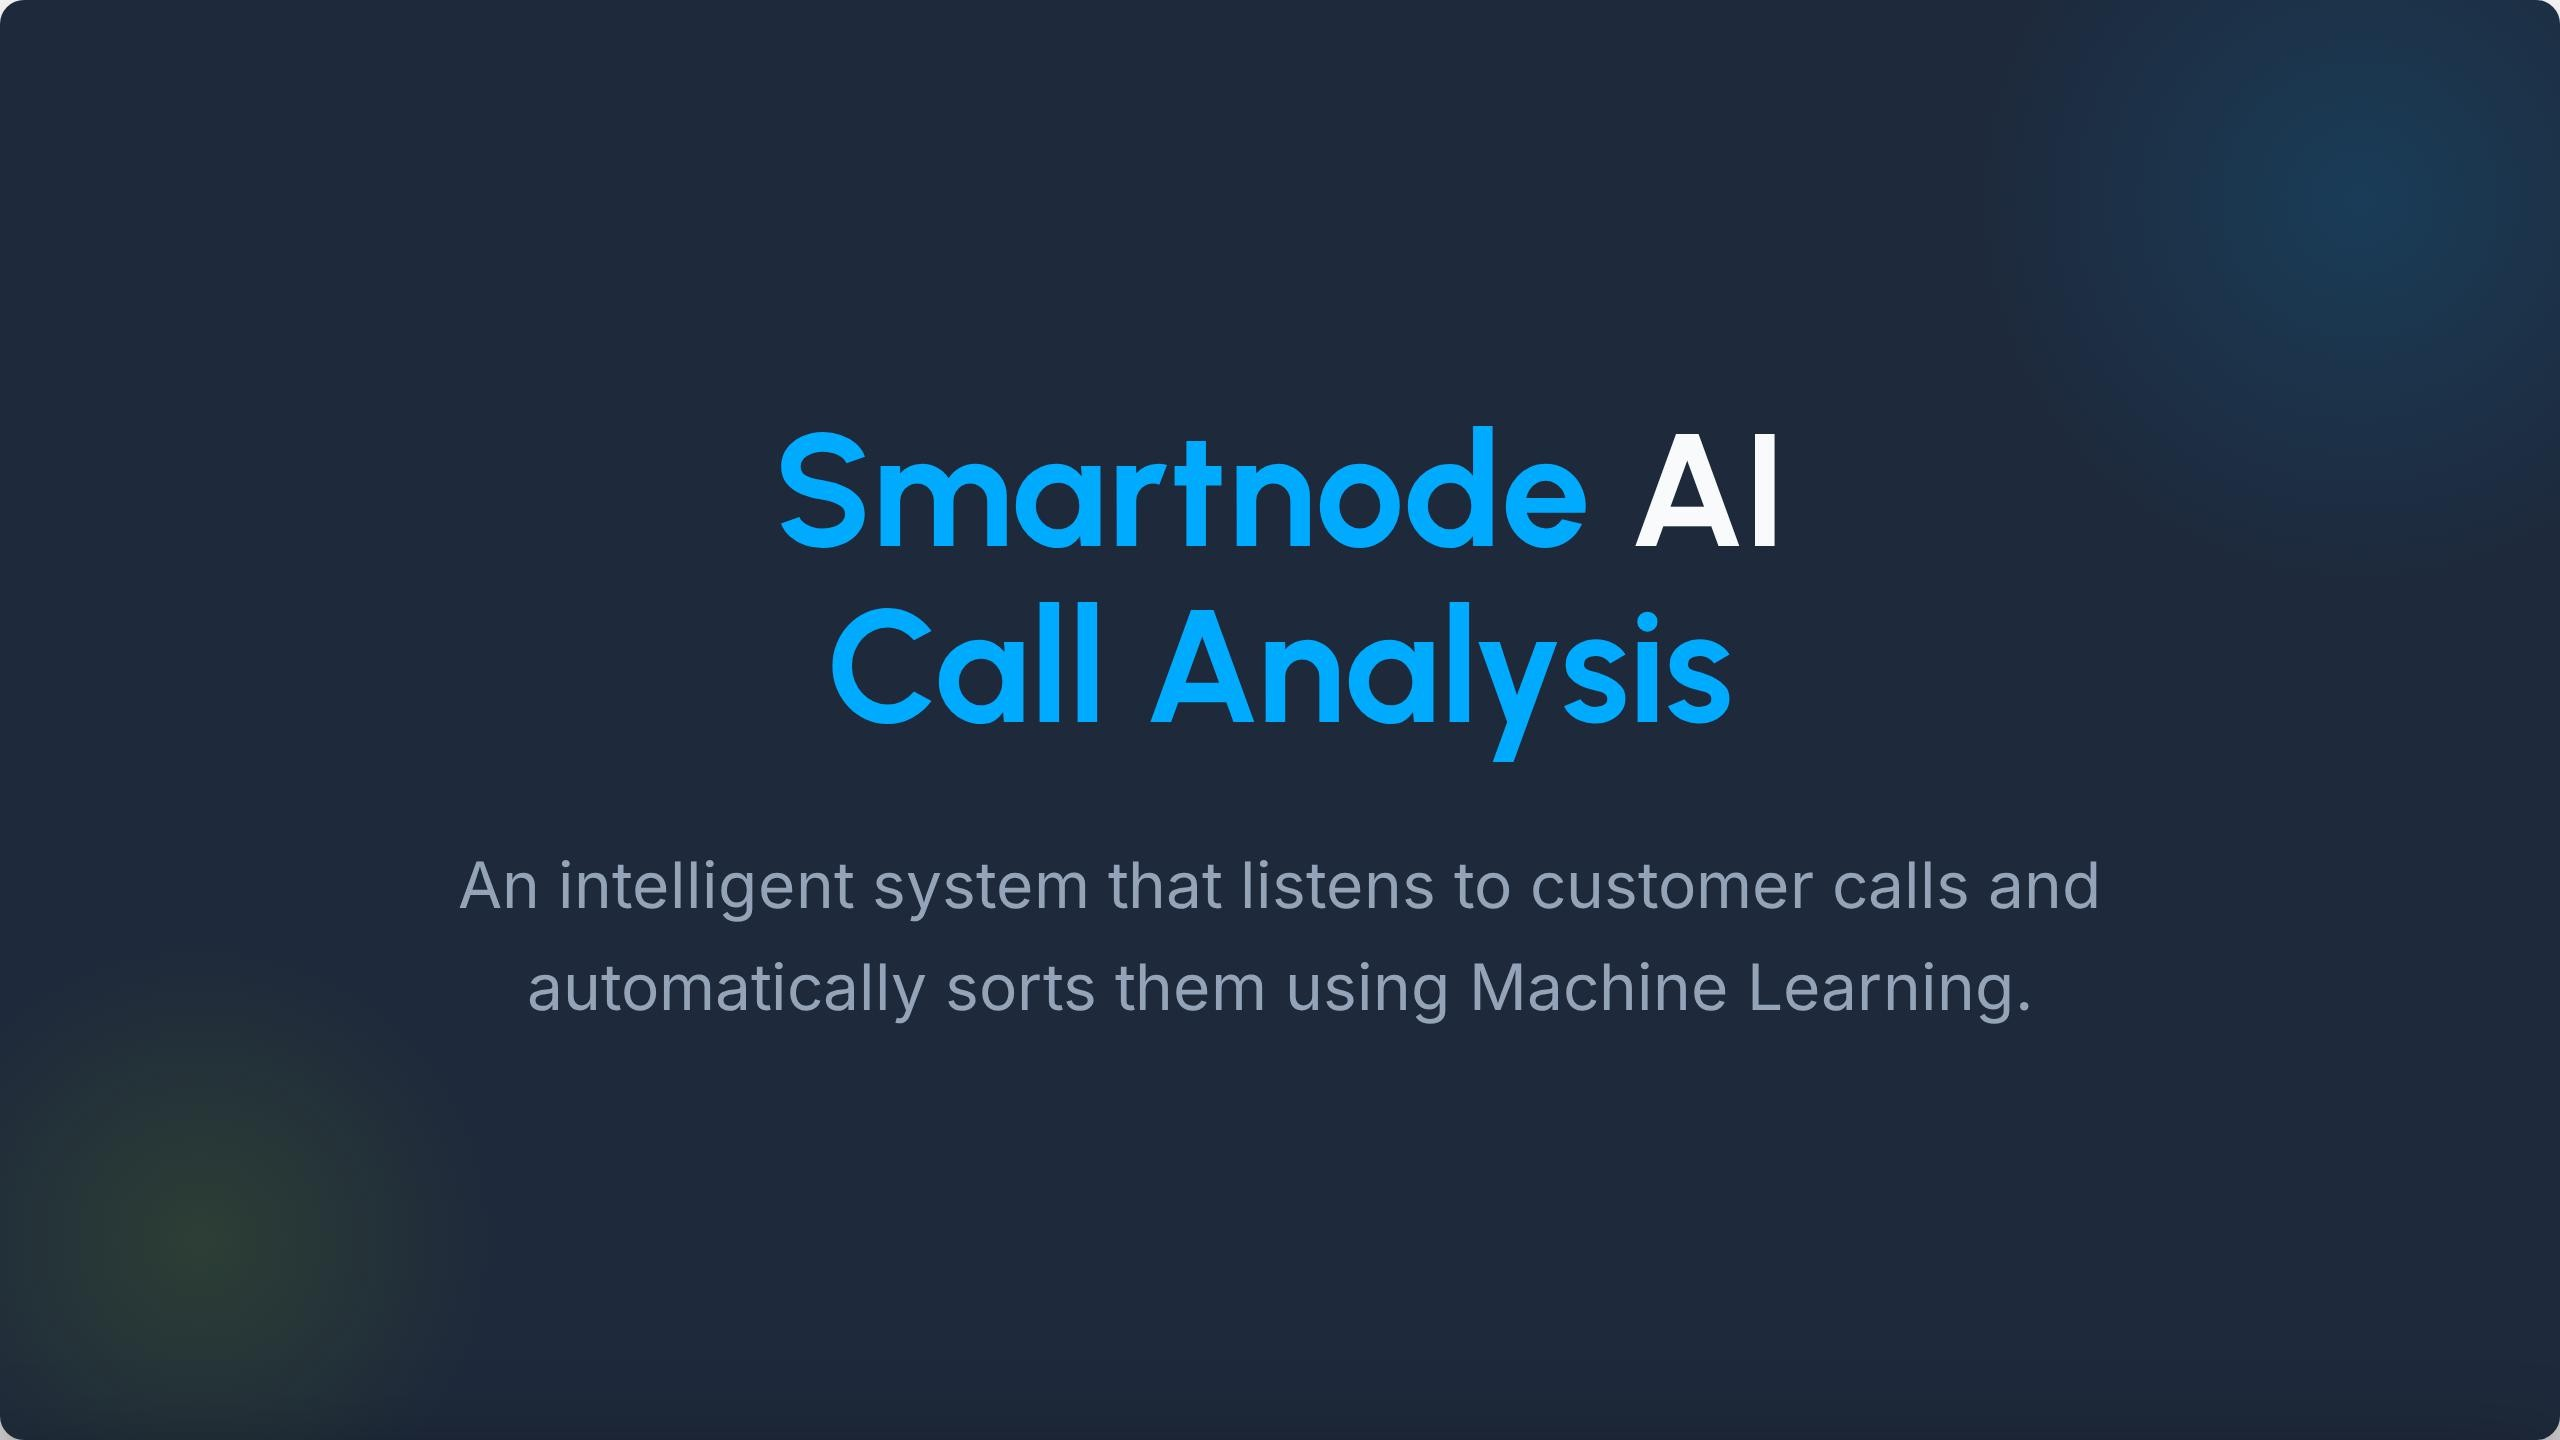 Smartnode AI
Call Analysis
An intelligent system that listens to customer calls and
automatically sorts them using Machine Learning.